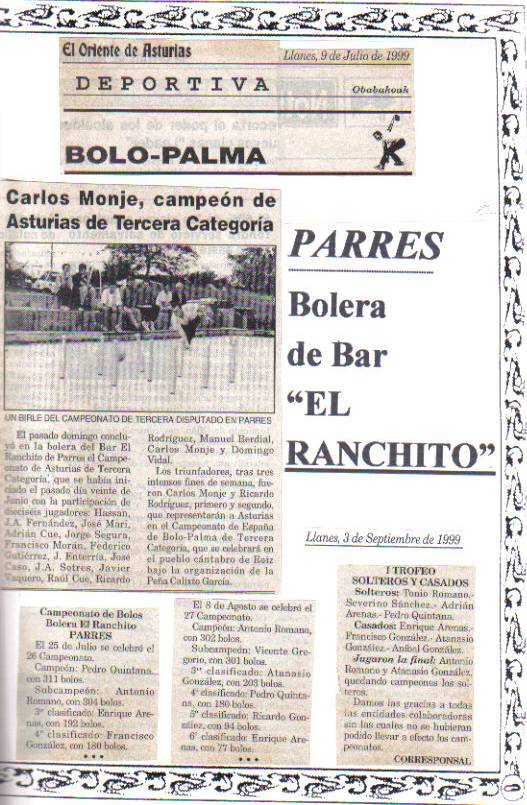 El Oriente de Asturias
Llanes, 9 de Julio de 1999
DEPORTIVA
Obabakoak
BOLO-PALMA
Carlos Monje, campeón de
Asturias de Tercera Categoría
UN BIRLE DEL CAMPEONATO DE TERCERA DISPUTADO EN PARRES
El pasado domingo conclu-
yó en la bolera del Bar El
Ranchito de Parres el Campe-
onato de Asturias de Tercera
Categoría, que se había ini-
ciado el pasado día veinte de
Junio con la participación de
dieciseis jugadores: Hassan,
J.A. Fernández, José Mari,
Adrián Cue, Jorge Segura,
Francisco Morán, Federico
Gutiérrez, J. Enterría, José
Caso, J.A. Sotres, Javier
Vaquero, Raúl Cue, Ricardo
Rodríguez, Manuel Berdial,
Carlos Monje y Domingo
Vidal.
Los triunfadores, tras tres
intensos fines de semana, fue-
ron Carlos Monje y Ricardo
Rodríguez, primero y segundo,
que representarán a Asturias
en el Campeonato de España
de Bolo-Palma de Tercera
Categoría, que se celebrará en
el pueblo cántabro de Roiz
bajo la organización de la
Peña Calixto García.
PARRES
Bolera
de Bar
“EL
RANCHITO”
Llanes, 3 de Septiembre de 1999
Campeonato de Bolos
Bolera El Ranchito
PARRES
El 25 de Julio se celebró el
26 Campeonato.
Campeón: Pedro Quintana,
con 311 bolos.
Subcampeón: Antonio
Romano, con 304 bolos.
3º clasificado: Enrique Are-
nas, con 192 bolos.
4º clasificado: Francisco
González, con 180 bolos.
• • •
El 8 de Agosto se celebró el
27 Campeonato.
Campeón: Antonio Romano,
con 302 bolos.
Subcampeón: Vicente Gre-
gorio, con 301 bolos.
3º clasificado: Atanasio
González, con 203 bolos.
4º clasificado: Pedro Quinta-
na, con 180 bolos.
5º clasificado: Ricardo Gon-
zález, con 94 bolos.
6º clasificado: Enrique Are-
nas, con 77 bolos.
• • •
I TROFEO
SOLTEROS Y CASADOS
Solteros: Tonio Romano.-
Severino Sánchez.- Adrián
Arenas.- Pedro Quintana.
Casados: Enrique Arenas.-
Francisco González.- Atanasio
González.- Aníbal González.
Jugaron la final: Antonio
Romano y Atanasio González,
quedando campeones los sol-
teros.
Damos las gracias a todas
las entidades colaboradoras
sin las cuales no se hubieran
podido llevar a efecto los cam-
peonatos.
CORRESPONSAL